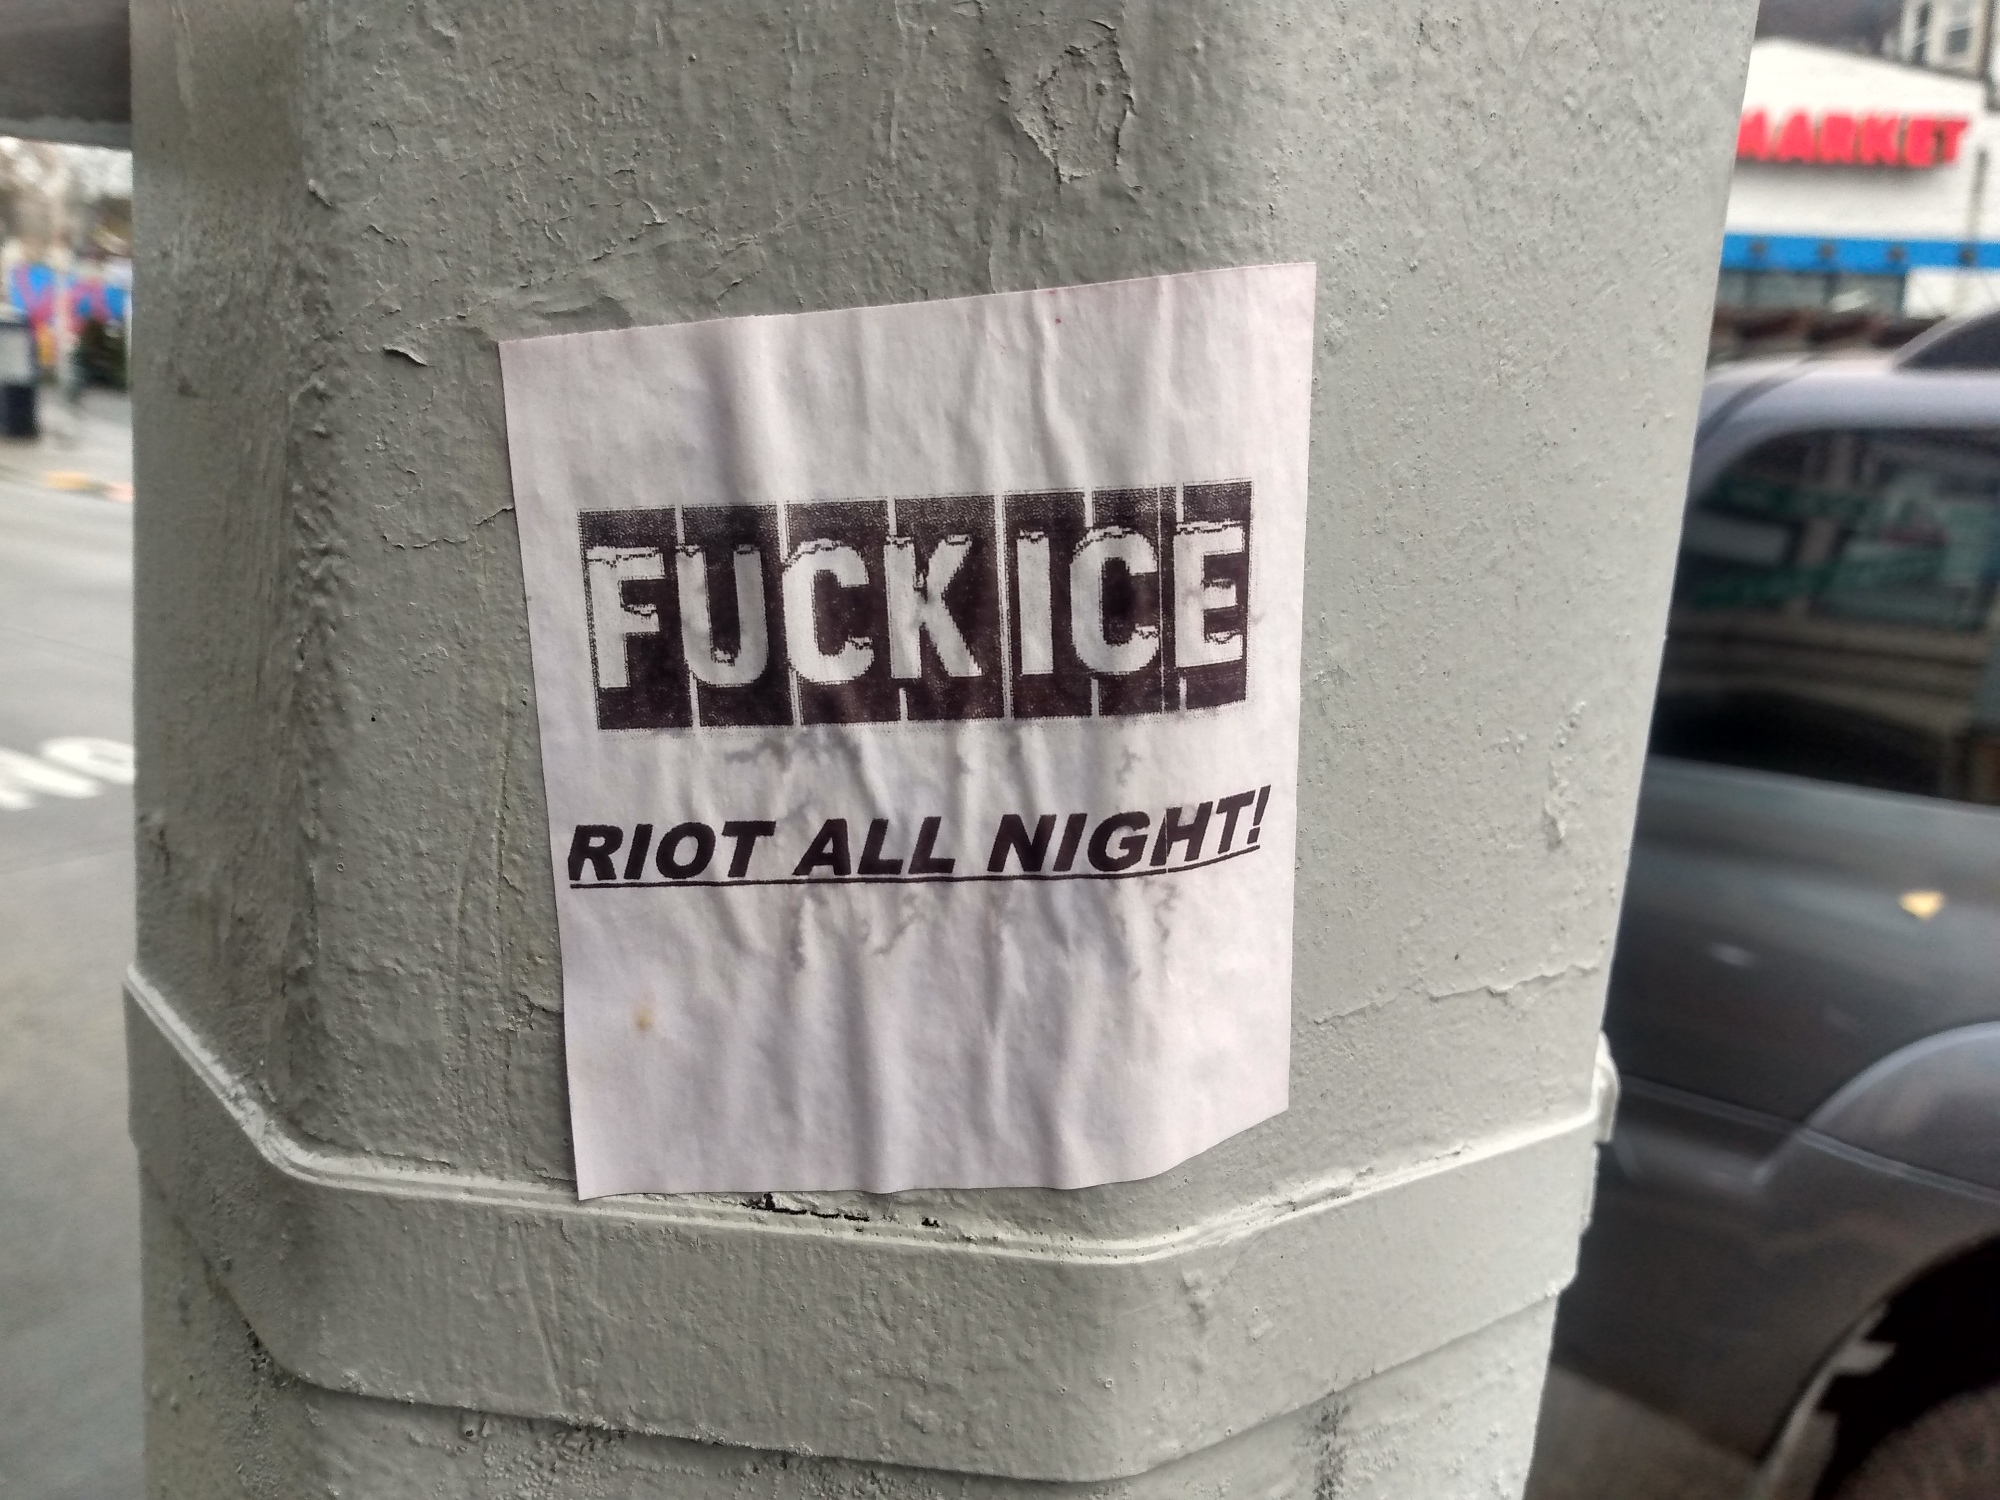 FUCK ICE
RIOT ALL NIGHT!
MARKET